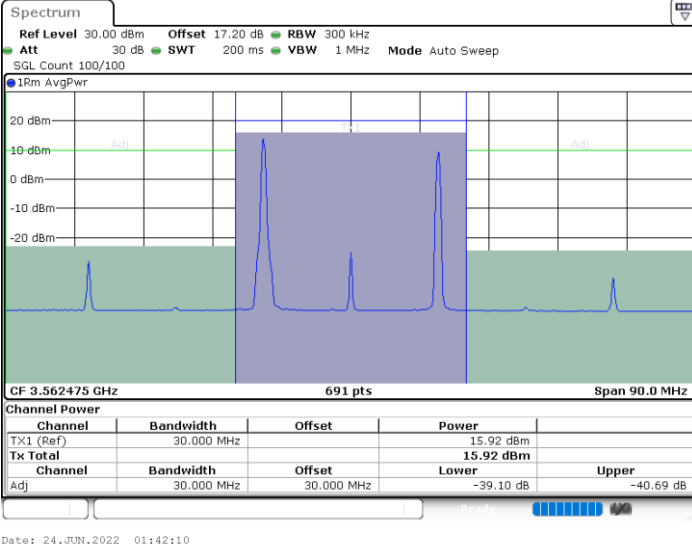 Spectrum
Ref Level 30.00 dBm Offset 17.20 dB RBW 300 kHz
Att 30 dB SWT 200 ms VBW 1 MHz Mode Auto Sweep
SGL Count 100/100
1Rm AvgPwr
20 dBm
TX1
Adj Adj
10 dBm
0 dBm
-10 dBm
-20 dBm
CF 3.562475 GHz 691 pts Span 90.0 MHz
Channel Power
Channel Bandwidth Offset Power
TX1 (Ref) 30.000 MHz 15.92 dBm
Tx Total 15.92 dBm
Channel Bandwidth Offset Lower Upper
Adj 30.000 MHz 30.000 MHz -39.10 dB -40.69 dB
Ready
Date: 24.JUN.2022 01:42:10